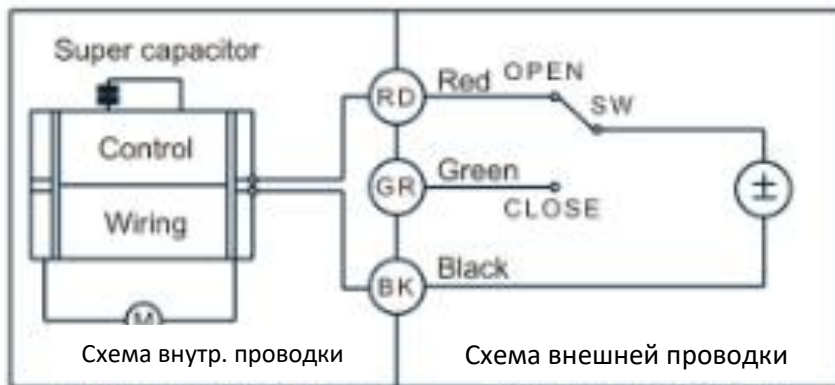 Super capacitor
Control
Wiring
M
Схема внутр. проводки
RD
Red
OPEN
SW
GR
Green
CLOSE
±
BK
Black
Схема внешней проводки